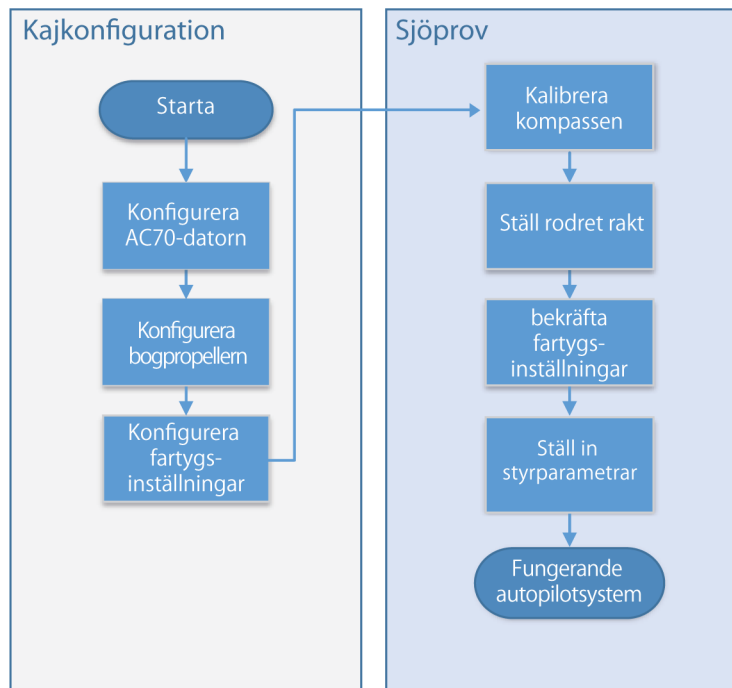 Kajkonfiguration
Starta
Konfigurera
AC70-datorn
Konfigurera
bogpropellern
Konfigurera
fartygs-
inställningar
Sjöprov
Kalibrera
kompassen
Ställ rodret rakt
bekräfta
fartygs-
inställningar
Ställ in
styrparametrar
Fungerande
autopilotsystem